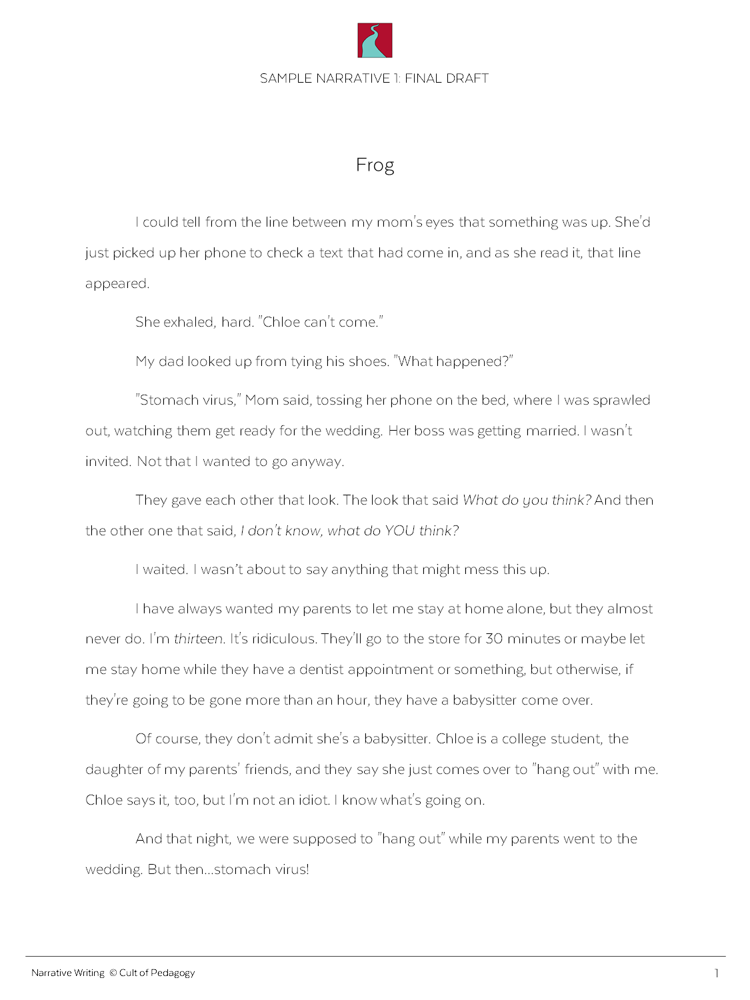 SAMPLE NARRATIVE 1: FINAL DRAFT
Frog
I could tell from the line between my mom's eyes that something was up. She'd
just picked up her phone to check a text that had come in, and as she read it, that line
appeared.
She exhaled, hard. "Chloe can't come."
My dad looked up from tying his shoes. "What happened?"
"Stomach virus," Mom said, tossing her phone on the bed, where I was sprawled
out, watching them get ready for the wedding. Her boss was getting married. I wasn't
invited. Not that I wanted to go anyway.
They gave each other that look. The look that said What do you think? And then
the other one that said, I don't know, what do YOU think?
I waited. I wasn’t about to say anything that might mess this up.
I have always wanted my parents to let me stay at home alone, but they almost
never do. I'm thirteen. It's ridiculous. They'll go to the store for 30 minutes or maybe let
me stay home while they have a dentist appointment or something, but otherwise, if
they're going to be gone more than an hour, they have a babysitter come over.
Of course, they don't admit she's a babysitter. Chloe is a college student, the
daughter of my parents' friends, and they say she just comes over to "hang out" with me.
Chloe says it, too, but I'm not an idiot. I know what's going on.
And that night, we were supposed to "hang out" while my parents went to the
wedding. But then...stomach virus!
Narrative Writing © Cult of Pedagogy
1